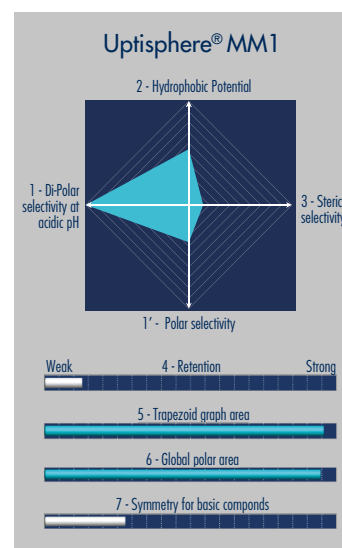 Uptisphere® MM1
2 - Hydrophobic Potential
1 - Di-Polar
selectivity at
acidic pH
3 - Steric
selectivity
1’ - Polar selectivity
Weak 4 - Retention Strong
5 - Trapezoid graph area
6 - Global polar area
7 - Symmetry for basic componds